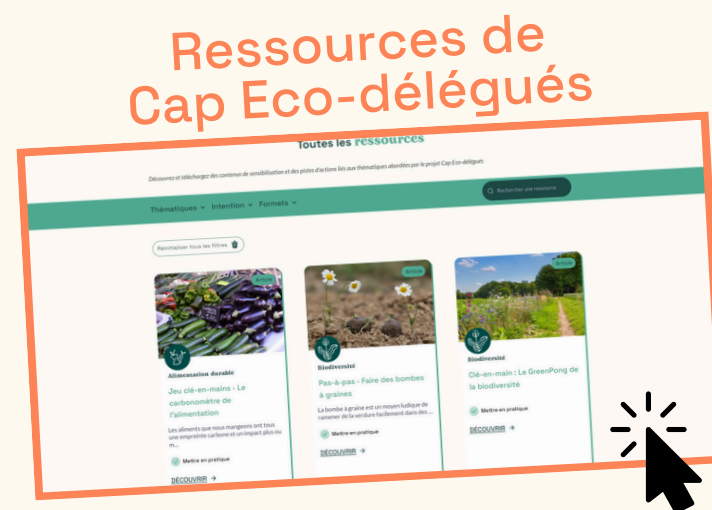 Ressources de
Cap Eco-délégués
Toutes les ressources
Découvrez et téléchargez des contenus de sensibilisation et des pistes d'actions liés aux thématiques abordées par le projet Cap Eco-délégués
Thématiques Intention Formats
Rechercher une ressource
Réinitialiser tous les filtres
Article
Alimentation durable
Jeu clé-en-mains - Le
carbonomètre de
l'alimentation
Les aliments que nous mangeons ont tous
une empreinte carbone et un impact plus ou
m...
Mettre en pratique
DÉCOUVRIR →
Article
Biodiversité
Pas-à-pas - Faire des bombes
à graines
La bombe à graine est un moyen ludique de
ramener de la verdure facilement dans des...
Mettre en pratique
DÉCOUVRIR →
Article
Biodiversité
Clé-en-main : Le GreenPong de
la biodiversité
Mettre en pratique
DÉCOUVRIR →